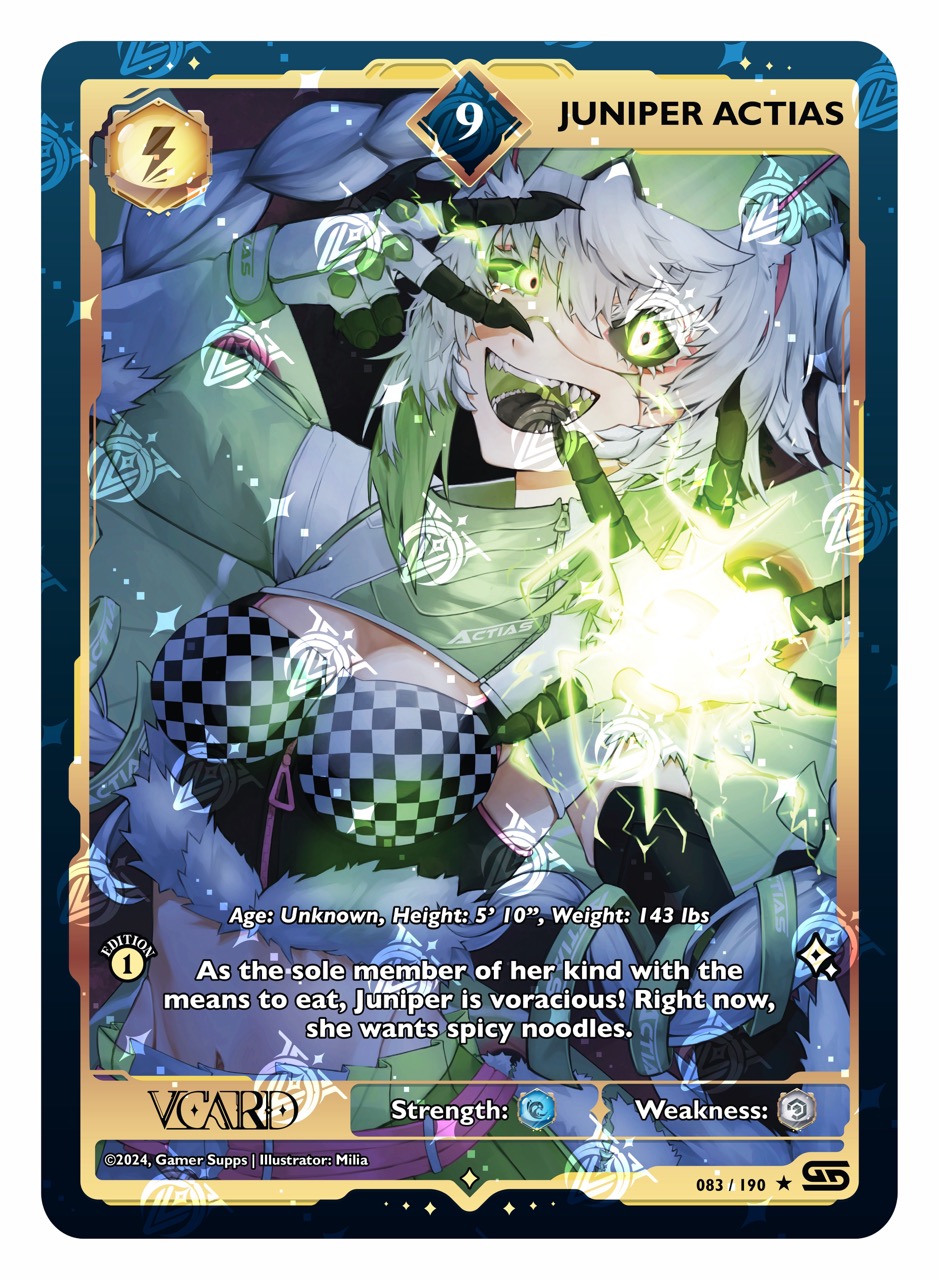 9
JUNIPER ACTIAS
ACTIAS
Age: Unknown, Height: 5’ 10”, Weight: 143 lbs
EDITION
1
As the sole member of her kind with the
means to eat, Juniper is voracious! Right now,
she wants spicy noodles.
VCARD
Strength:
Weakness:
©2024, Gamer Supps | Illustrator: Milia
083 / 190 ★